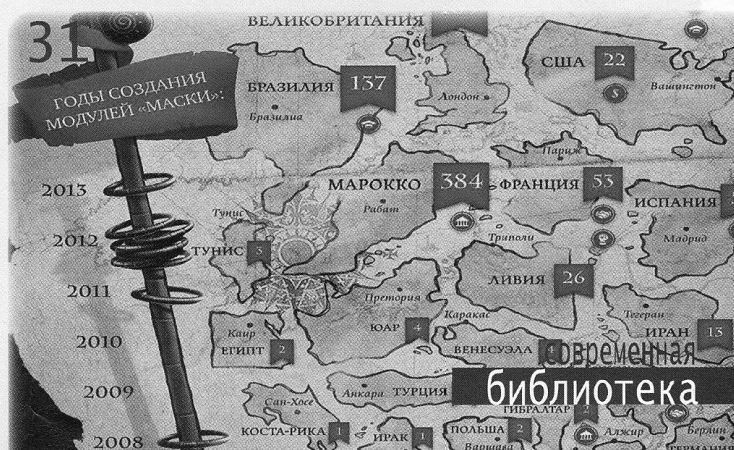 31
ВЕЛИКОБРИТАНИЯ
ГОДЫ СОЗДАНИЯ
МОДУЛЕЙ «МАСКИ»:
БРАЗИЛИЯ 137
Бразилиа
Лондон
США 22
Вашингтон
Париж
2013
МАРОККО 384
Рабат
ФРАНЦИЯ 53
ИСПАНИЯ
Мадрид
2012
Тунис
ТУНИС 5
Триполи
ЛИВИЯ 26
2011
Претория
ЮАР 4
Каракас
ВЕНЕСУЭЛА
Тегеран
ИРАН 13
2010
Каир
ЕГИПТ 2
современная
библиотека
2009
Анкара ТУРЦИЯ
Сан-Хосе
КОСТА-РИКА 1
ИРАК 1
ГИБРАЛТАР 2
ПОЛЬША 2
Варшава
Алжир
Берлин
ГЕРМАНИЯ
2008